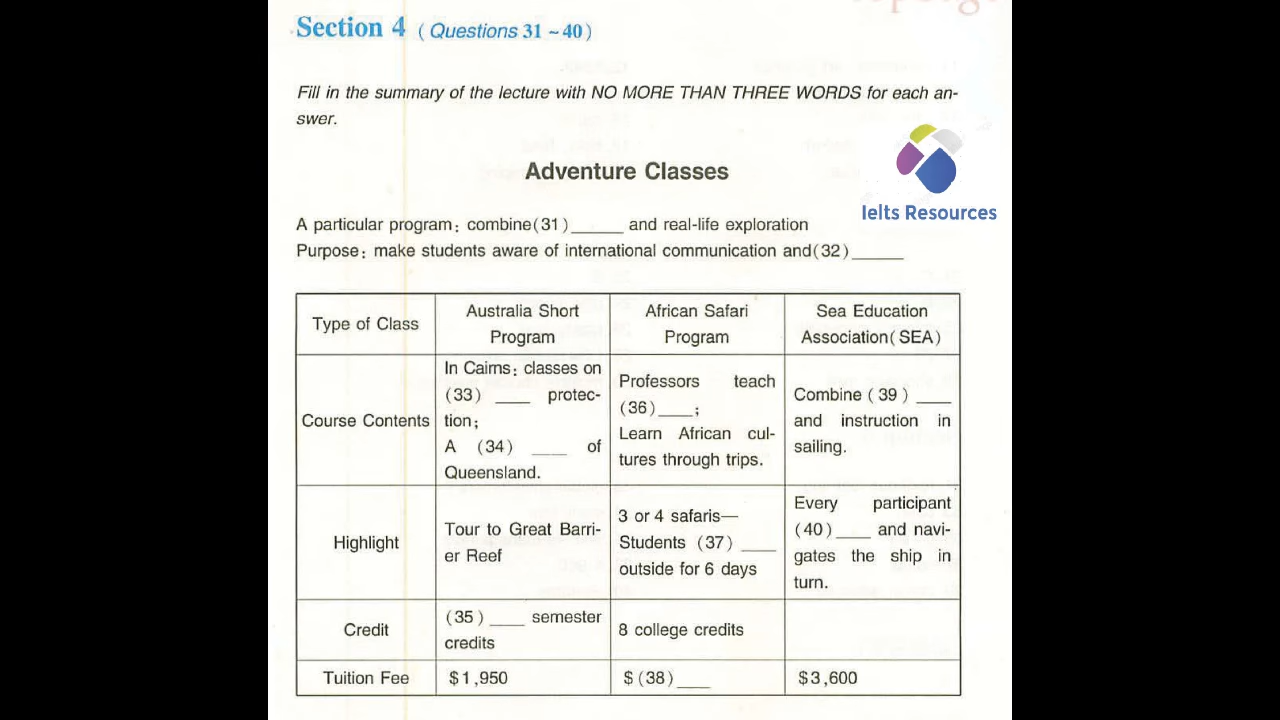 Section 4 ( Questions 31 ~ 40 )
Fill in the summary of the lecture with NO MORE THAN THREE WORDS for each an-
swer.
Ielts Resources
Adventure Classes
A particular program: combine(31)_____ and real-life exploration
Purpose: make students aware of international communication and(32)_____
Type of Class
Australia Short
Program
African Safari
Program
Sea Education
Association(SEA)
Course Contents
In Cairns: classes on
(33) ____ protec-
tion;
A (34) ____ of
Queensland.
Professors teach
(36)____;
Learn African cul-
tures through trips.
Combine ( 39 ) ____
and instruction in
sailing.
Highlight
Tour to Great Barri-
er Reef
3 or 4 safaris—
Students (37) ____
outside for 6 days
Every participant
(40) ____ and navi-
gates the ship in
turn.
Credit
(35 ) ____ semester
credits
8 college credits
Tuition Fee
$1,950
$(38)____
$3,600